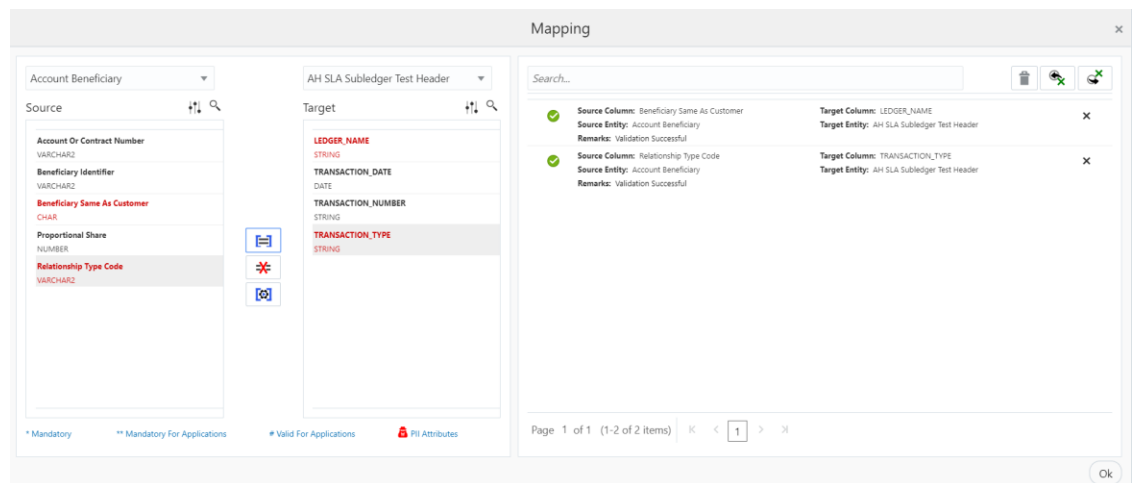 Mapping
Account Beneficiary
AH SLA Subledger Test Header
Source
Target
Account Or Contract Number
VARCHAR2
Beneficiary Identifier
VARCHAR2
Beneficiary Same As Customer
CHAR
Proportional Share
NUMBER
Relationship Type Code
VARCHAR2
LEDGER_NAME
STRING
TRANSACTION_DATE
DATE
TRANSACTION_NUMBER
STRING
TRANSACTION_TYPE
STRING
* Mandatory
** Mandatory For Applications
# Valid For Applications
PII Attributes
Search...
Source Column: Beneficiary Same As Customer
Source Entity: Account Beneficiary
Remarks: Validation Successful
Target Column: LEDGER_NAME
Target Entity: AH SLA Subledger Test Header
Source Column: Relationship Type Code
Source Entity: Account Beneficiary
Remarks: Validation Successful
Target Column: TRANSACTION_TYPE
Target Entity: AH SLA Subledger Test Header
Page 1 of 1 (1-2 of 2 items) 1
Ok